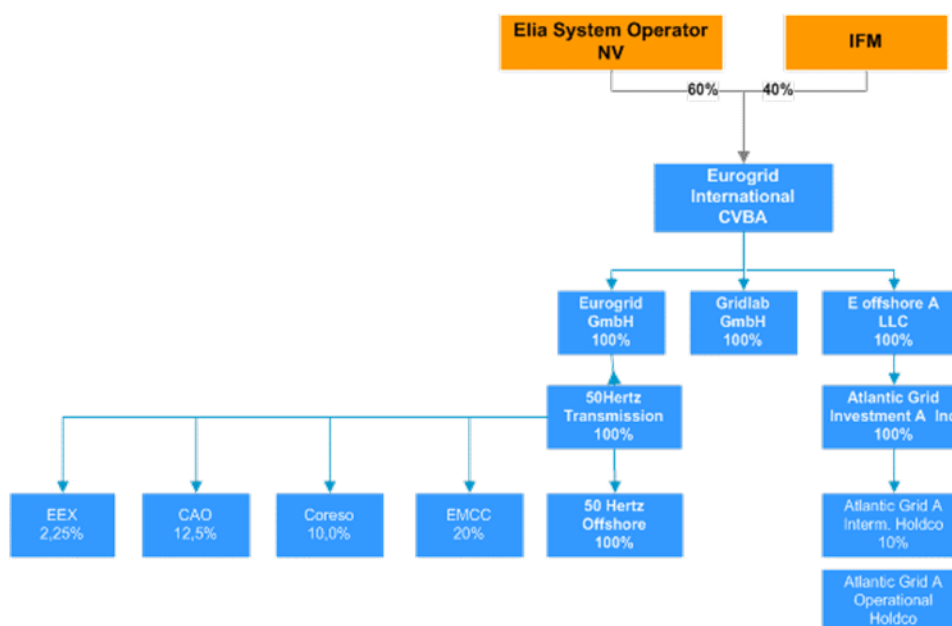 Elia System Operator
NV
IFM
60%
40%
Eurogrid
International
CVBA
Eurogrid
GmbH
100%
Gridlab
GmbH
100%
E offshore A
LLC
100%
50Hertz
Transmission
100%
Atlantic Grid
Investment A Inc
100%
EEX
2,25%
CAO
12,5%
Coreso
10,0%
EMCC
20%
50 Hertz
Offshore
100%
Atlantic Grid A
Interm. Holdco
10%
Atlantic Grid A
Operational
Holdco